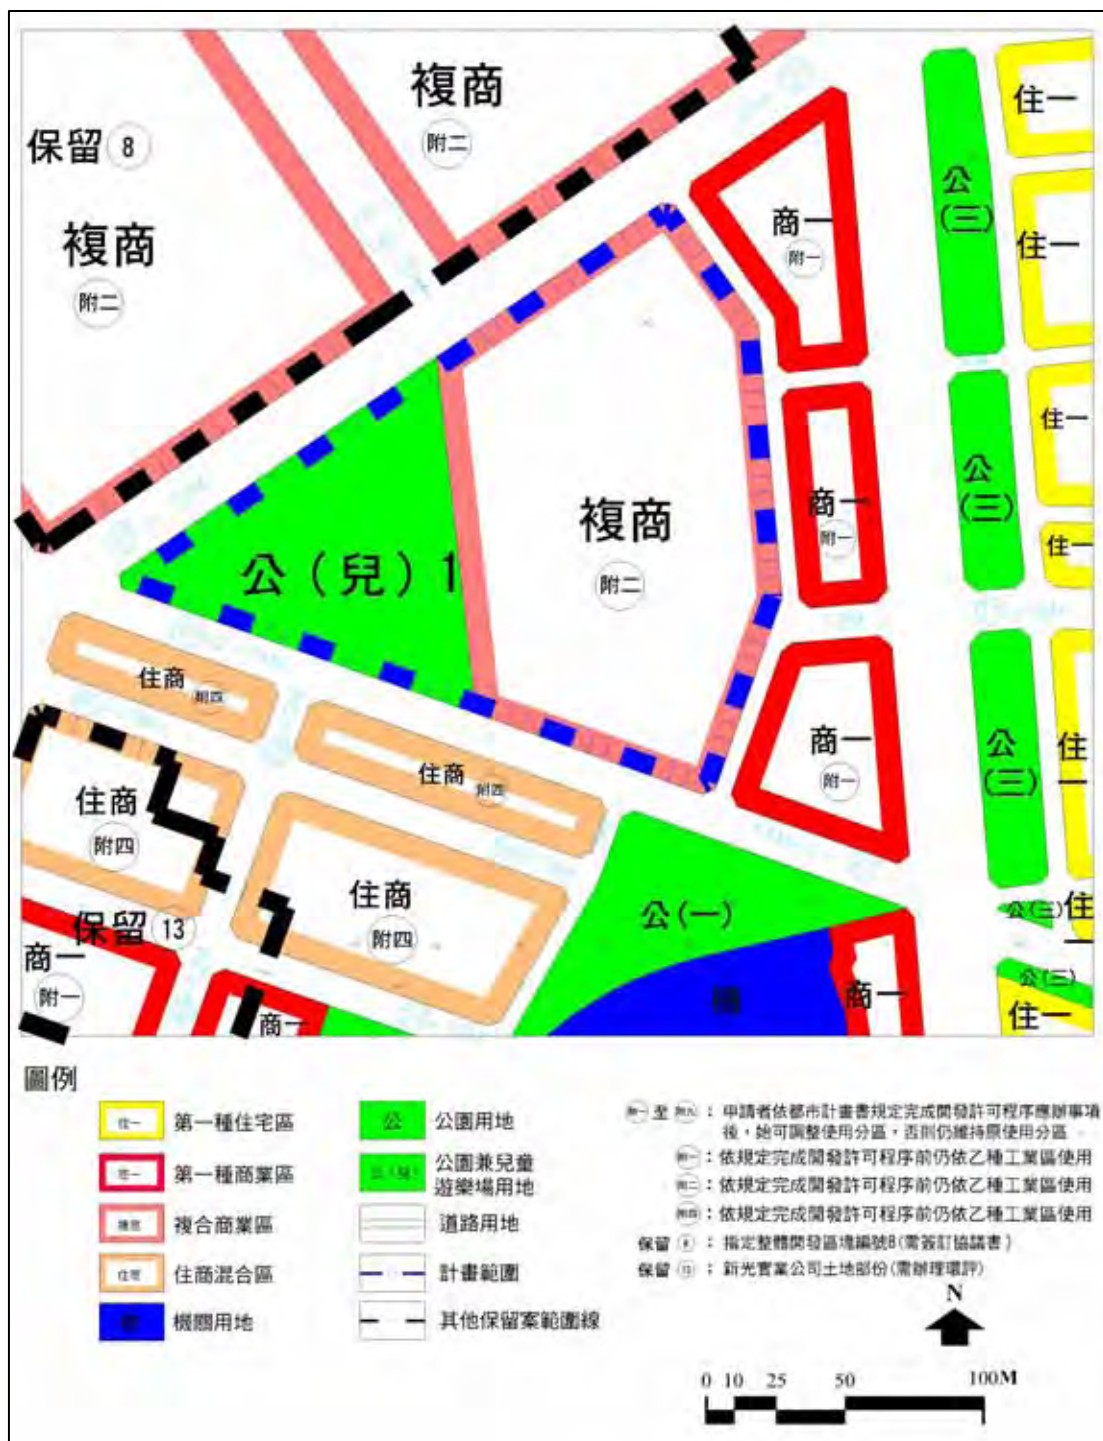 複商
附二
保留 8
複商
附二
住一
公(三)
商一
附一
住一
住一
公(三)
商一
附一
複商
附二
住一
公(兒)1
住商
附四
住商
附四
商一
附一
公(三)
住一
住商
附四
住商
附四
公(一)
公(三)
住一
保留 13
商一
附一
商一
商一
公(三)
住一
圖例
住一 第一種住宅區
第一種商業區
複合商業區
住商混合區
機關用地
公 公園用地
公園兼兒童
遊樂場用地
道路用地
計畫範圍
其他保留案範圍線
附一 至 附九 : 申請者依都市計畫書規定完成開發許可程序應辦事項
後,始可調整使用分區,否則仍維持原使用分區
附一 : 依規定完成開發許可程序前仍依乙種工業區使用
附二 : 依規定完成開發許可程序前仍依乙種工業區使用
附四 : 依規定完成開發許可程序前仍依乙種工業區使用
保留 8 : 指定整體開發區塊編號8(需簽訂協議書)
保留 13 : 新光實業公司土地部份(需辦理環評)
N
0 10 25 50 100M